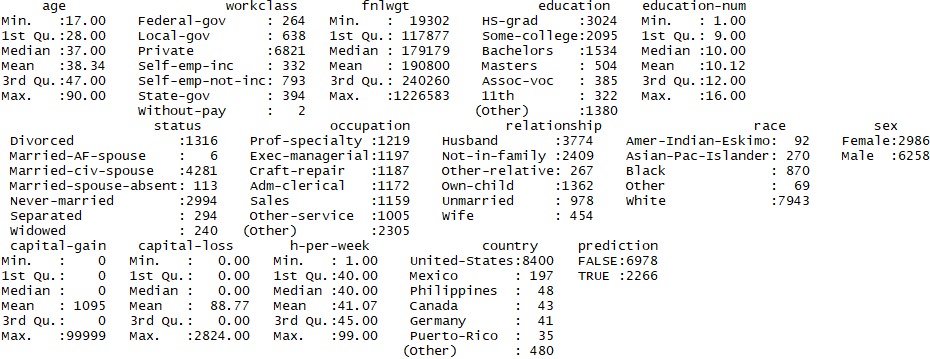 age workclass fnlwgt education education-num
Min. :17.00 Federal-gov : 264 Min. : 19302 HS-grad :3024 Min. : 1.00
1st Qu.:28.00 Local-gov : 638 1st Qu.: 117877 Some-college:2095 1st Qu.: 9.00
Median :37.00 Private :6821 Median : 179179 Bachelors :1534 Median :10.00
Mean :38.34 Self-emp-inc : 332 Mean : 190800 Masters : 504 Mean :10.12
3rd Qu.:47.00 Self-emp-not-inc: 793 3rd Qu.: 240260 Assoc-voc : 385 3rd Qu.:12.00
Max. :90.00 State-gov : 394 Max. :1226583 11th : 322 Max. :16.00
Without-pay : 2 (Other) :1380
status occupation relationship race sex
Divorced :1316 Prof-specialty :1219 Husband :3774 Amer-Indian-Eskimo: 92 Female:2986
Married-AF-spouse : 6 Exec-managerial:1197 Not-in-family :2409 Asian-Pac-Islander: 270 Male :6258
Married-civ-spouse :4281 Craft-repair :1187 Other-relative: 267 Black : 870
Married-spouse-absent: 113 Adm-clerical :1172 Own-child :1362 Other : 69
Never-married :2994 Sales :1159 Unmarried : 978 White :7943
Separated : 294 Other-service :1005 Wife : 454
Widowed : 240 (Other) :2305
capital-gain capital-loss h-per-week country prediction
Min. : 0 Min. : 0.00 Min. : 1.00 United-States:8400 FALSE:6978
1st Qu.: 0 1st Qu.: 0.00 1st Qu.:40.00 Mexico : 197 TRUE :2266
Median : 0 Median : 0.00 Median :40.00 Philippines : 48
Mean : 1095 Mean : 88.77 Mean :41.07 Canada : 43
3rd Qu.: 0 3rd Qu.: 0.00 3rd Qu.:45.00 Germany : 41
Max. :99999 Max. :2824.00 Max. :99.00 Puerto-Rico : 35
(Other) : 480